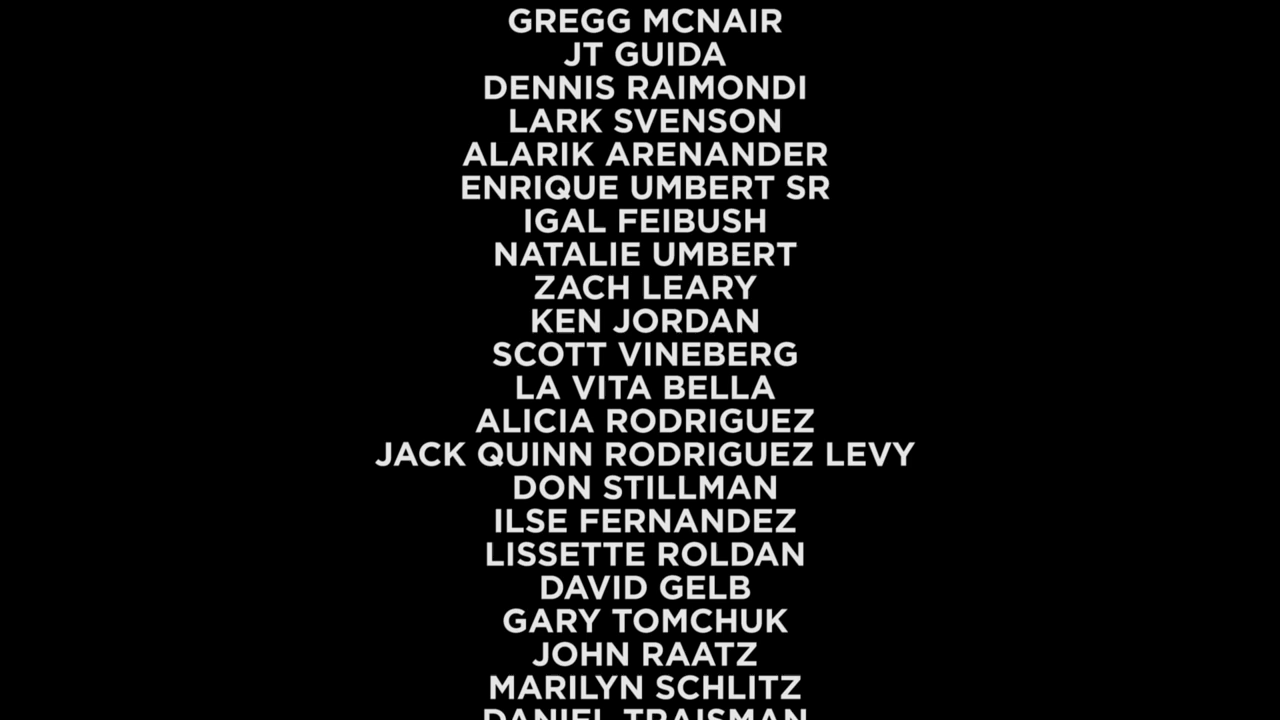 GREGG MCNAIR
JT GUIDA
DENNIS RAIMONDI
LARK SVENSON
ALARIK ARENANDER
ENRIQUE UMBERT SR
IGAL FEIBUSH
NATALIE UMBERT
ZACH LEARY
KEN JORDAN
SCOTT VINEBERG
LA VITA BELLA
ALICIA RODRIGUEZ
JACK QUINN RODRIGUEZ LEVY
DON STILLMAN
ILSE FERNANDEZ
LISSETTE ROLDAN
DAVID GELB
GARY TOMCHUK
JOHN RAATZ
MARILYN SCHLITZ
DANIEL TRAISMAN